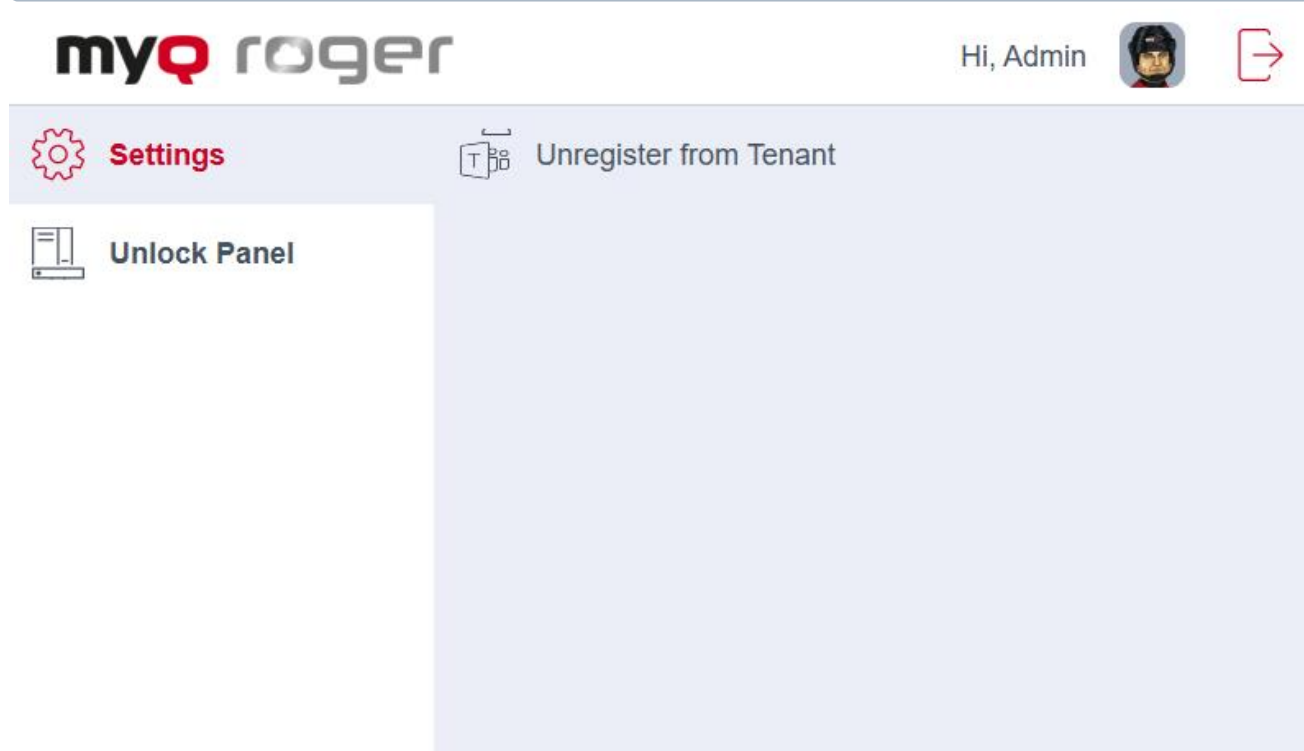 myQ roger
Hi, Admin
Settings
Unregister from Tenant
Unlock Panel